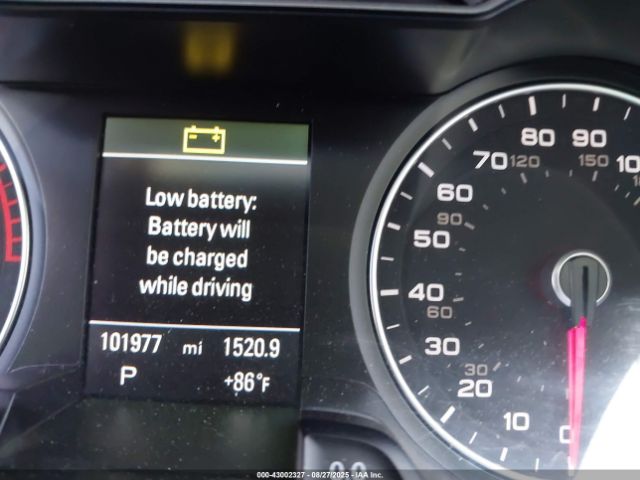 Low battery:
Battery will
be charged
while driving
101977 mi 1520.9
P +86°F
80 90
70 120 150
60
90
50
40
60
30
30
20
10
0
000-43002327 - 08/27/2025 - IAAI, Inc.